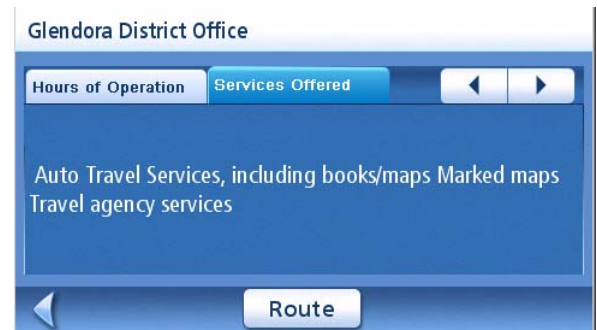 Glendora District Office
Hours of Operation
Services Offered
Auto Travel Services, including books/maps Marked maps
Travel agency services
Route